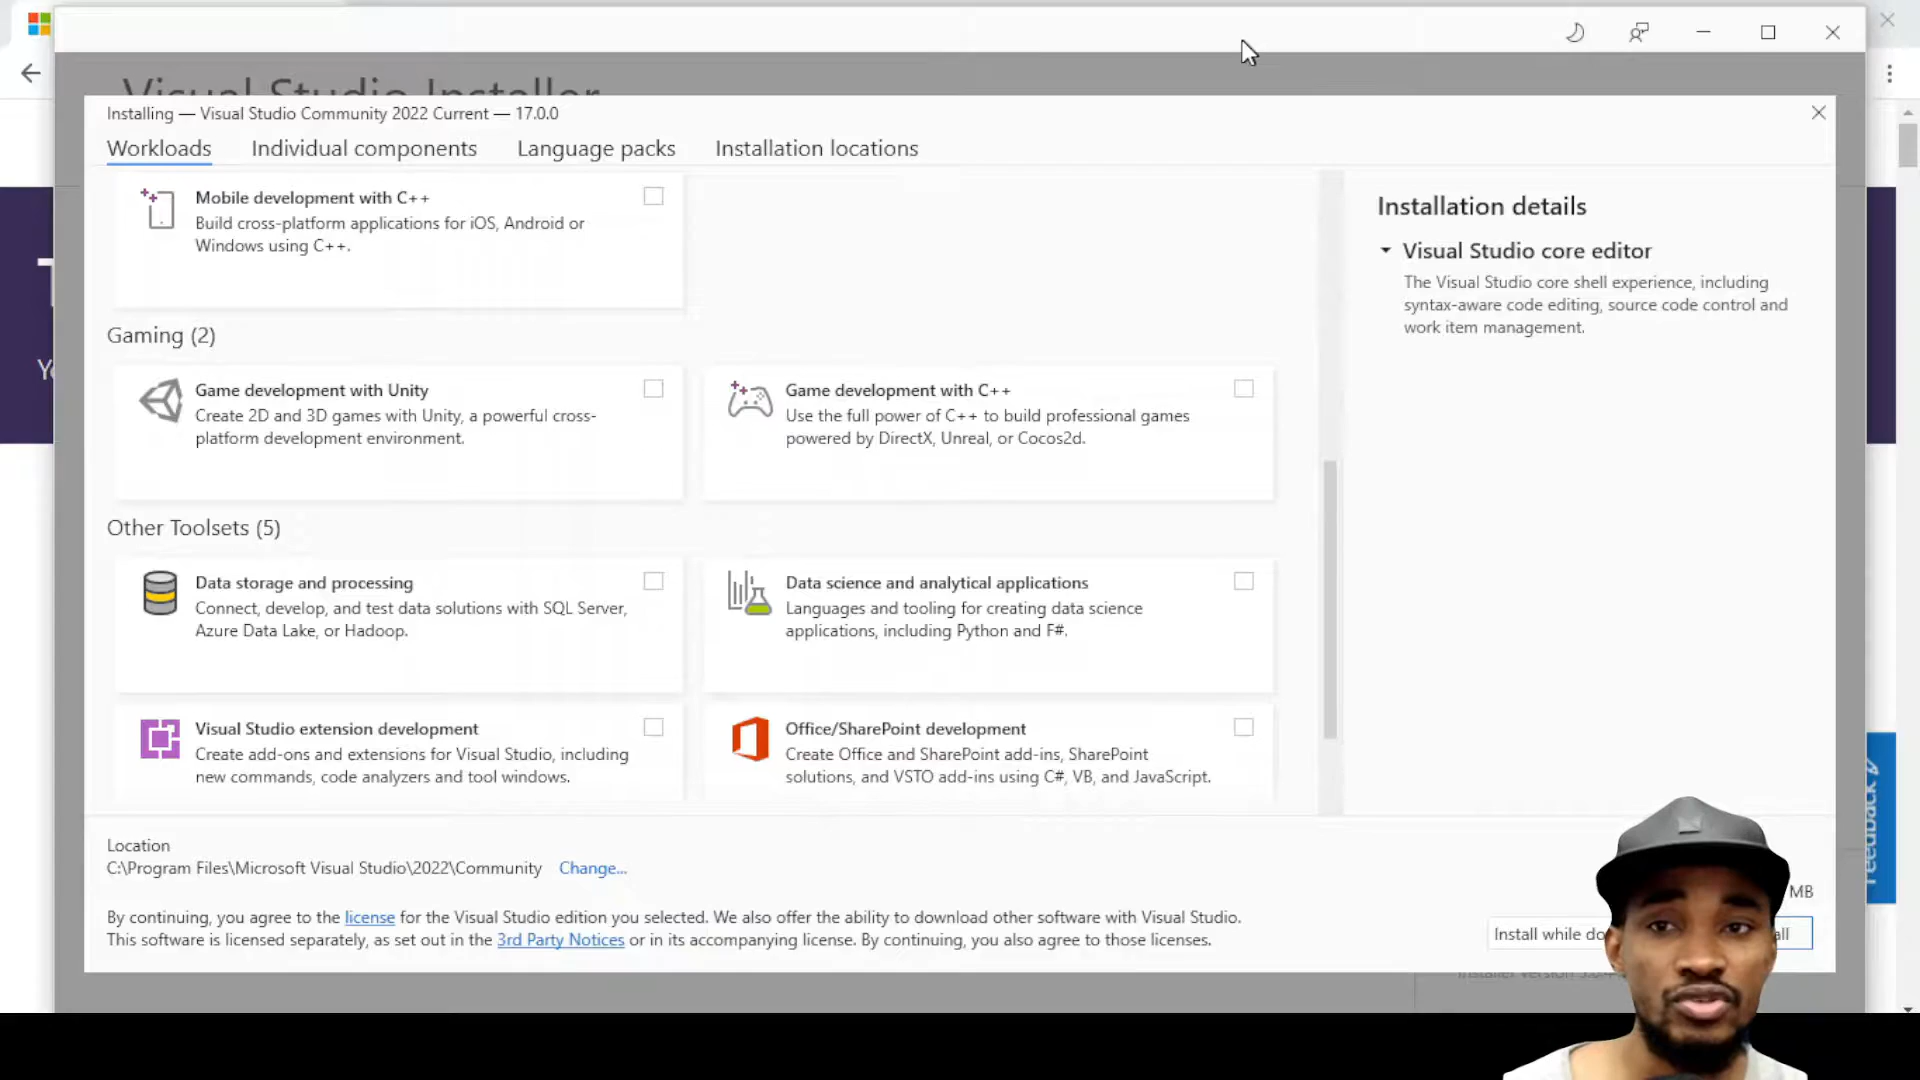 Visual Studio Installer
Installing — Visual Studio Community 2022 Current — 17.0.0
Workloads
Individual components
Language packs
Installation locations
Mobile development with C++
Build cross-platform applications for iOS, Android or
Windows using C++.
Gaming (2)
Game development with Unity
Create 2D and 3D games with Unity, a powerful cross-
platform development environment.
Game development with C++
Use the full power of C++ to build professional games
powered by DirectX, Unreal, or Cocos2d.
Other Toolsets (5)
Data storage and processing
Connect, develop, and test data solutions with SQL Server,
Azure Data Lake, or Hadoop.
Data science and analytical applications
Languages and tooling for creating data science
applications, including Python and F#.
Visual Studio extension development
Create add-ons and extensions for Visual Studio, including
new commands, code analyzers and tool windows.
Office/SharePoint development
Create Office and SharePoint add-ins, SharePoint
solutions, and VSTO add-ins using C#, VB, and JavaScript.
Installation details
Visual Studio core editor
The Visual Studio core shell experience, including
syntax-aware code editing, source code control and
work item management.
Location
C:\Program Files\Microsoft Visual Studio\2022\Community Change...
By continuing, you agree to the license for the Visual Studio edition you selected. We also offer the ability to download other software with Visual Studio.
This software is licensed separately, as set out in the 3rd Party Notices or in its accompanying license. By continuing, you also agree to those licenses.
MB
Install while do
all
Feedback